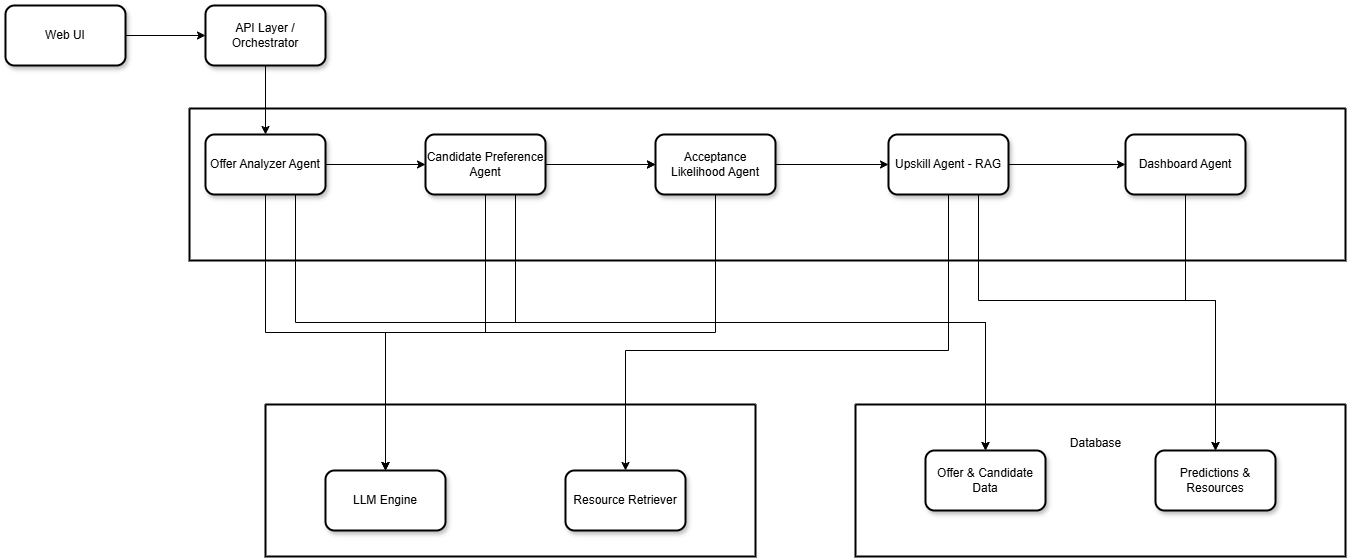 Web UI
API Layer /
Orchestrator
Offer Analyzer Agent
Candidate Preference
Agent
Acceptance
Likelihood Agent
Upskill Agent - RAG
Dashboard Agent
LLM Engine
Resource Retriever
Database
Offer & Candidate
Data
Predictions &
Resources